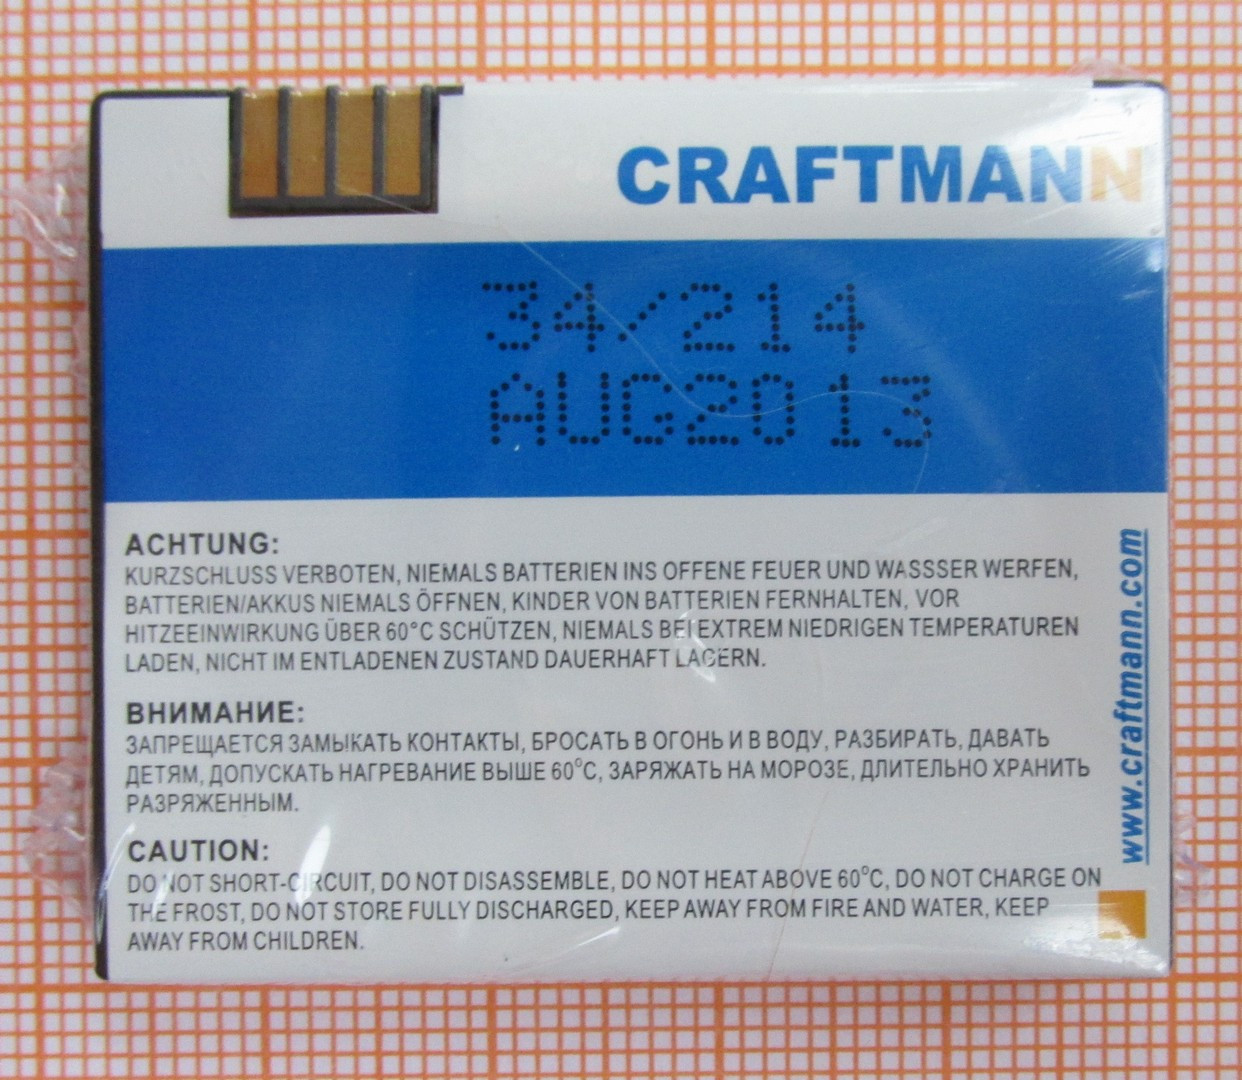 CRAFTMANN
34/214
AUG2013
ACHTUNG:
KURZSCHLUSS VERBOTEN, NIEMALS BATTERIEN INS OFFENE FEUER UND WASSSER WERFEN,
BATTERIEN/AKKUS NIEMALS ÖFFNEN, KINDER VON BATTERIEN FERNHALTEN, VOR
HITZEEINWIRKUNG ÜBER 60°C SCHÜTZEN, NIEMALS BEI EXTREM NIEDRIGEN TEMPERATUREN
LADEN, NICHT IM ENTLADENEN ZUSTAND DAUERHAFT LAGERN.
ВНИМАНИЕ:
ЗАПРЕЩАЕТСЯ ЗАМЫКАТЬ КОНТАКТЫ, БРОСАТЬ В ОГОНЬ И В ВОДУ, РАЗБИРАТЬ, ДАВАТЬ
ДЕТЯМ, ДОПУСКАТЬ НАГРЕВАНИЕ ВЫШЕ 60°C, ЗАРЯЖАТЬ НА МОРОЗЕ, ДЛИТЕЛЬНО ХРАНИТЬ
РАЗРЯЖЕННЫМ.
CAUTION:
DO NOT SHORT-CIRCUIT, DO NOT DISASSEMBLE, DO NOT HEAT ABOVE 60°C, DO NOT CHARGE ON
THE FROST, DO NOT STORE FULLY DISCHARGED, KEEP AWAY FROM FIRE AND WATER, KEEP
AWAY FROM CHILDREN.
www.craftmann.com